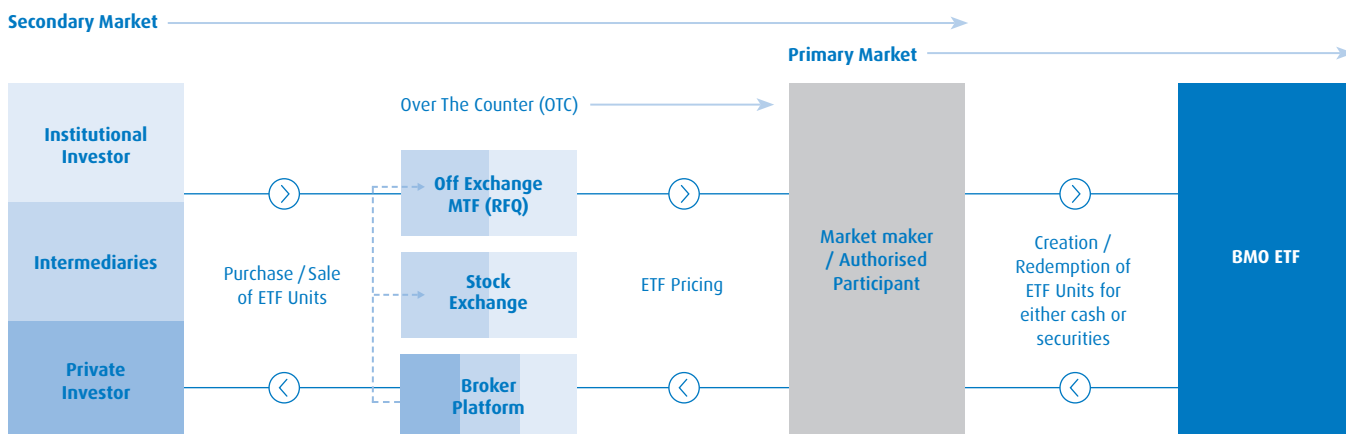 Secondary Market
Primary Market
Over The Counter (OTC)
Institutional
Investor
Intermediaries
Private
Investor
Purchase / Sale
of ETF Units
Off Exchange
MTF (RFQ)
Stock
Exchange
Broker
Platform
ETF Pricing
Market maker
/ Authorised
Participant
Creation /
Redemption of
ETF Units for
either cash or
securities
BMO ETF